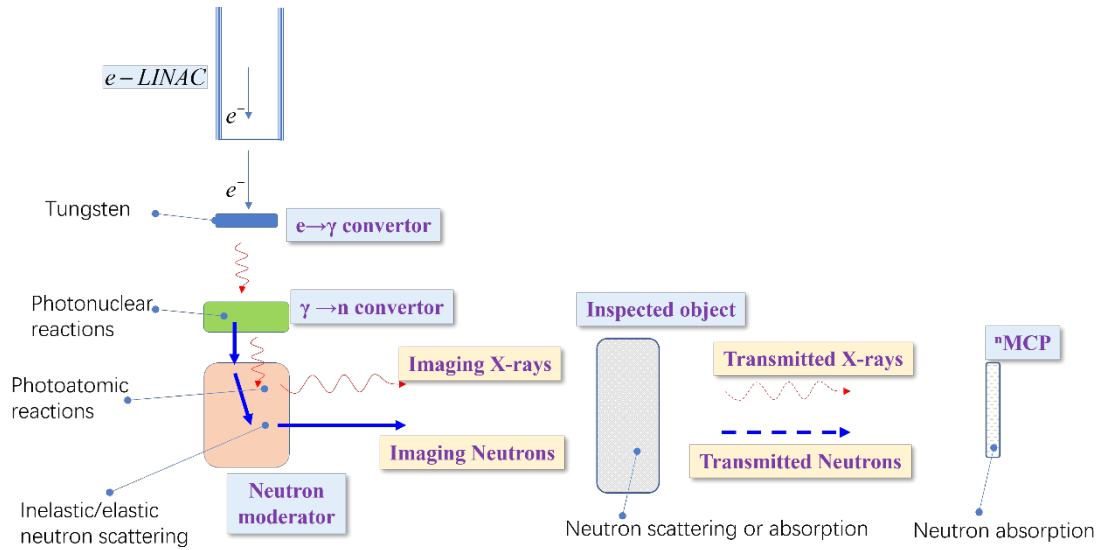 e − LINAC
e⁻
e⁻
Tungsten
e→γ convertor
Photonuclear
reactions
γ →n convertor
Inspected object
ⁿMCP
Photoatomic
reactions
Imaging X-rays
Transmitted X-rays
Imaging Neutrons
Transmitted Neutrons
Neutron
moderator
Inelastic/elastic
neutron scattering
Neutron scattering or absorption
Neutron absorption